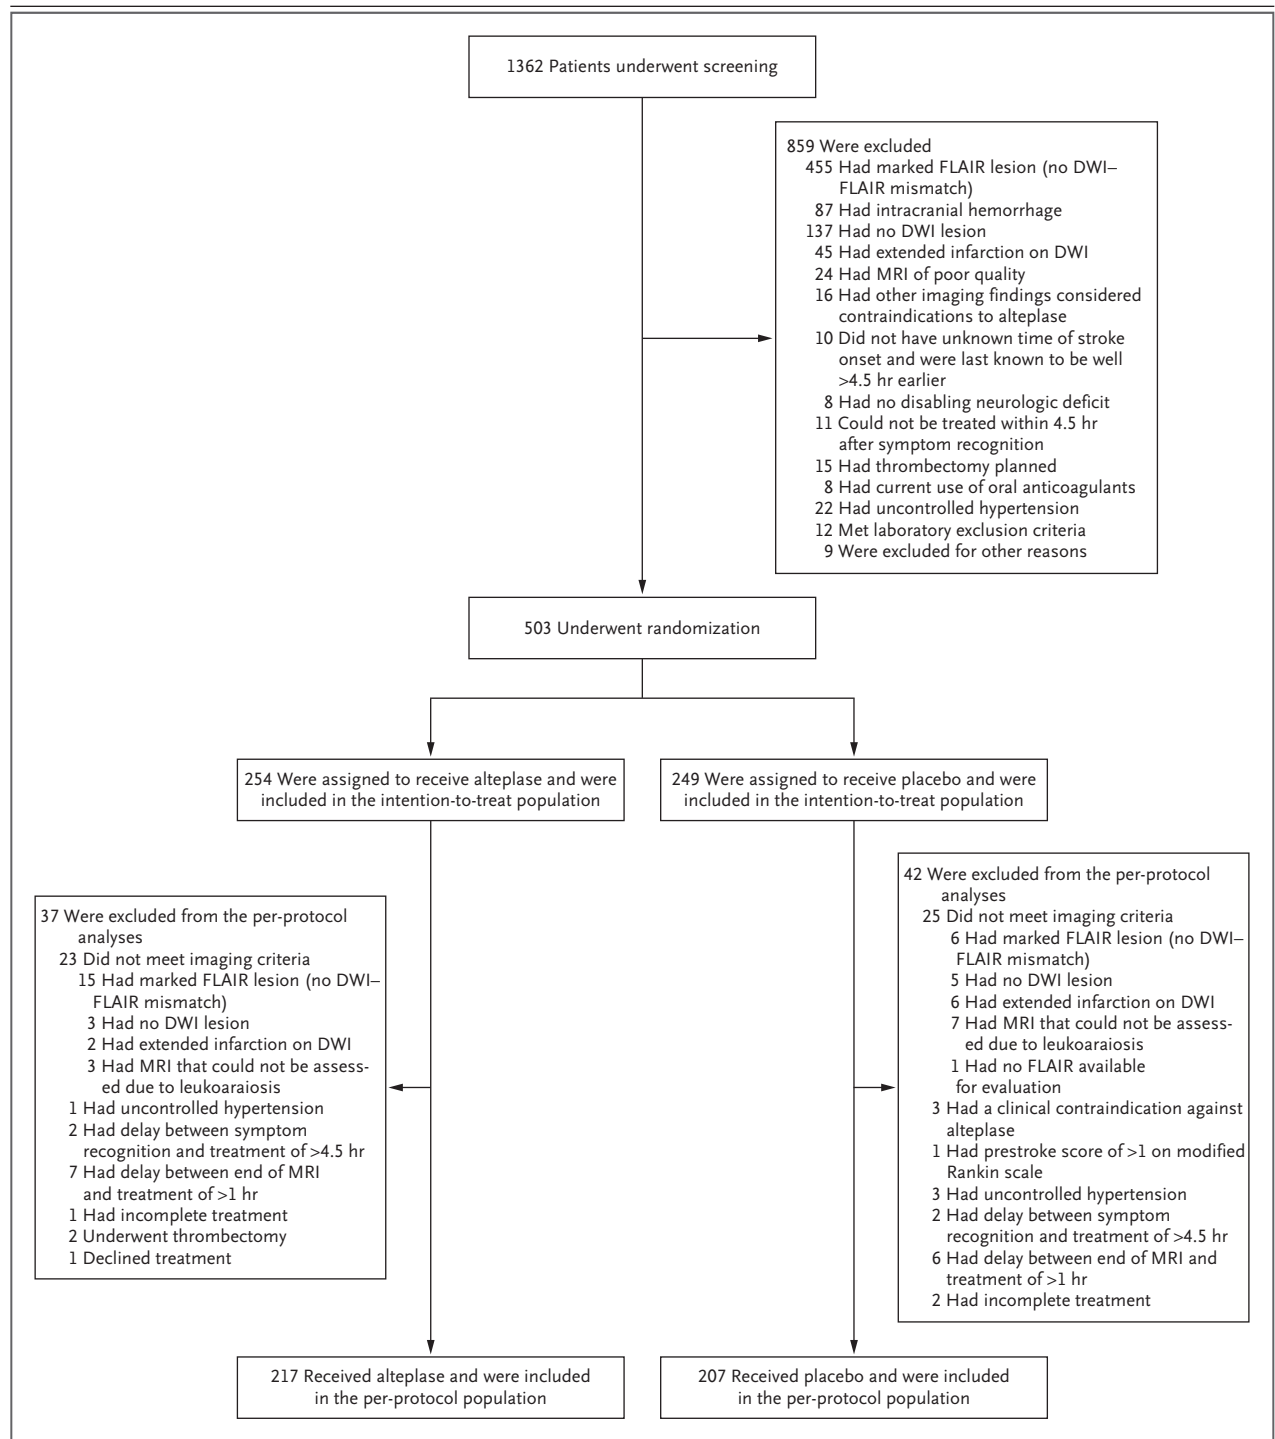 1362 Patients underwent screening
859 Were excluded
455 Had marked FLAIR lesion (no DWI–
FLAIR mismatch)
87 Had intracranial hemorrhage
137 Had no DWI lesion
45 Had extended infarction on DWI
24 Had MRI of poor quality
16 Had other imaging findings considered
contraindications to alteplase
10 Did not have unknown time of stroke
onset and were last known to be well
>4.5 hr earlier
8 Had no disabling neurologic deficit
11 Could not be treated within 4.5 hr
after symptom recognition
15 Had thrombectomy planned
8 Had current use of oral anticoagulants
22 Had uncontrolled hypertension
12 Met laboratory exclusion criteria
9 Were excluded for other reasons
503 Underwent randomization
254 Were assigned to receive alteplase and were
included in the intention-to-treat population
249 Were assigned to receive placebo and were
included in the intention-to-treat population
37 Were excluded from the per-protocol
analyses
23 Did not meet imaging criteria
15 Had marked FLAIR lesion (no DWI–
FLAIR mismatch)
3 Had no DWI lesion
2 Had extended infarction on DWI
3 Had MRI that could not be assess-
ed due to leukoaraiosis
1 Had uncontrolled hypertension
2 Had delay between symptom
recognition and treatment of >4.5 hr
7 Had delay between end of MRI
and treatment of >1 hr
1 Had incomplete treatment
2 Underwent thrombectomy
1 Declined treatment
42 Were excluded from the per-protocol
analyses
25 Did not meet imaging criteria
6 Had marked FLAIR lesion (no DWI–
FLAIR mismatch)
5 Had no DWI lesion
6 Had extended infarction on DWI
7 Had MRI that could not be assess-
ed due to leukoaraiosis
1 Had no FLAIR available
for evaluation
3 Had a clinical contraindication against
alteplase
1 Had prestroke score of >1 on modified
Rankin scale
3 Had uncontrolled hypertension
2 Had delay between symptom
recognition and treatment of >4.5 hr
6 Had delay between end of MRI and
treatment of >1 hr
2 Had incomplete treatment
217 Received alteplase and were included
in the per-protocol population
207 Received placebo and were included
in the per-protocol population